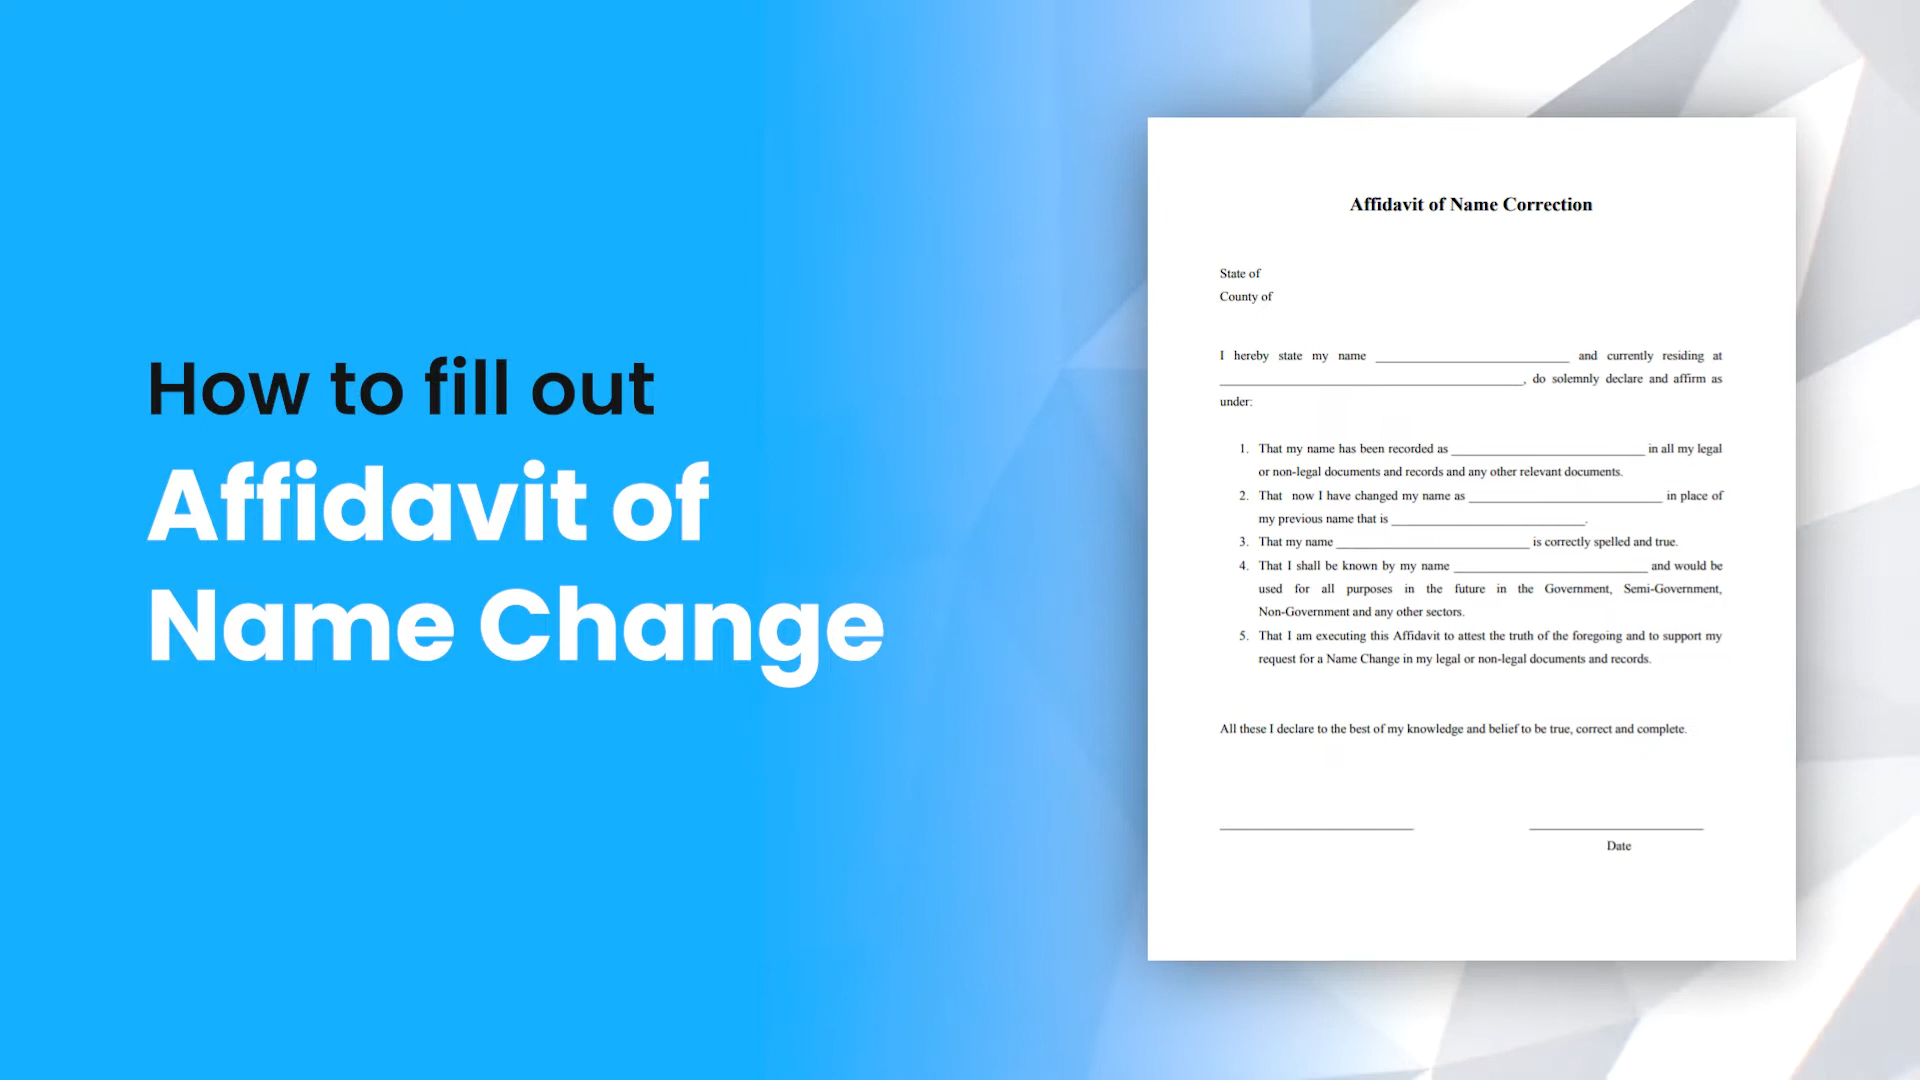 How to fill out
Affidavit of
Name Change
Affidavit of Name Correction
State of
County of
I hereby state my name ______________________________ and currently residing at
_______________________________________________, do solemnly declare and affirm as
under:
1. That my name has been recorded as ______________________________ in all my legal
or non-legal documents and records and any other relevant documents.
2. That now I have changed my name as ______________________________ in place of
my previous name that is ______________________________.
3. That my name ______________________________ is correctly spelled and true.
4. That I shall be known by my name ______________________________ and would be
used for all purposes in the future in the Government, Semi-Government,
Non-Government and any other sectors.
5. That I am executing this Affidavit to attest the truth of the foregoing and to support my
request for a Name Change in my legal or non-legal documents and records.
All these I declare to the best of my knowledge and belief to be true, correct and complete.
Date